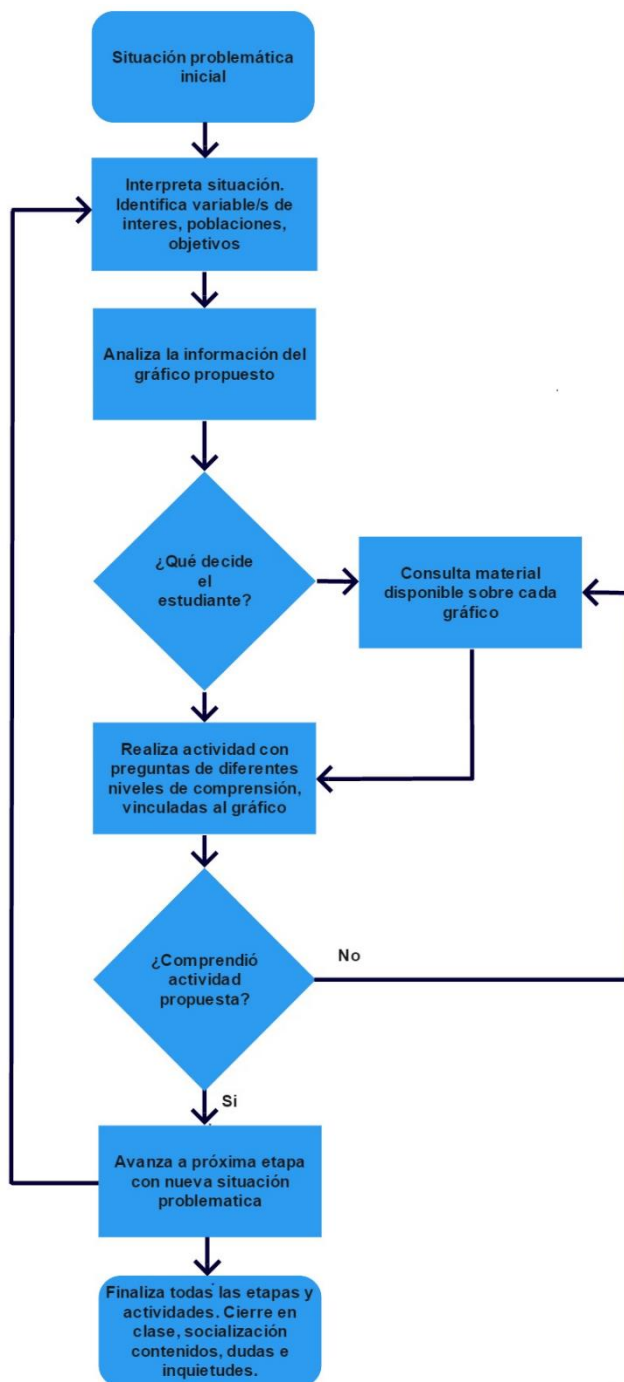 Situación problemática
inicial
Interpreta situación.
Identifica variable/s de
interes, poblaciones,
objetivos
Analiza la información del
gráfico propuesto
¿Qué decide
el
estudiante?
Consulta material
disponible sobre cada
gráfico
Realiza actividad con
preguntas de diferentes
niveles de comprensión,
vinculadas al gráfico
¿Comprendió
actividad
propuesta?
No
Si
Avanza a próxima etapa
con nueva situación
problematica
Finaliza todas las etapas y
actividades. Cierre en
clase, socialización
contenidos, dudas e
inquietudes.